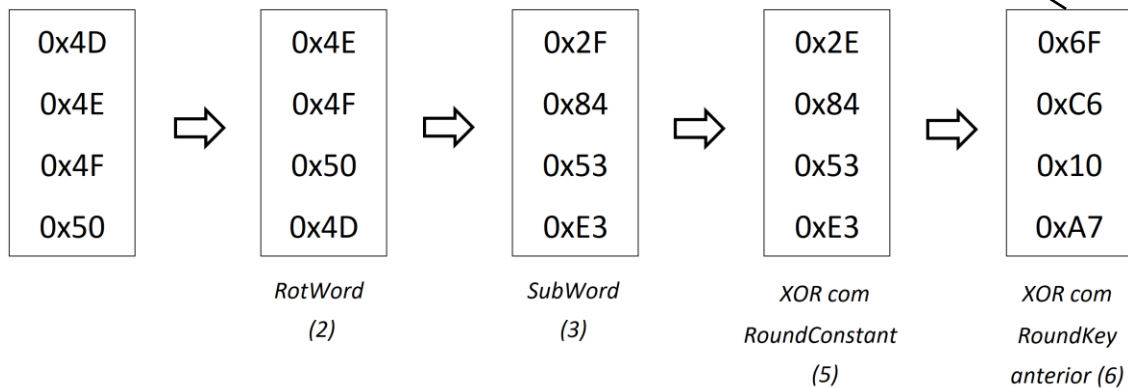 0x4D
0x4E
0x4F
0x50
0x4E
0x4F
0x50
0x4D
RotWord
(2)
0x2F
0x84
0x53
0xE3
SubWord
(3)
0x2E
0x84
0x53
0xE3
XOR com
RoundConstant
(5)
0x6F
0xC6
0x10
0xA7
XOR com
RoundKey
anterior (6)